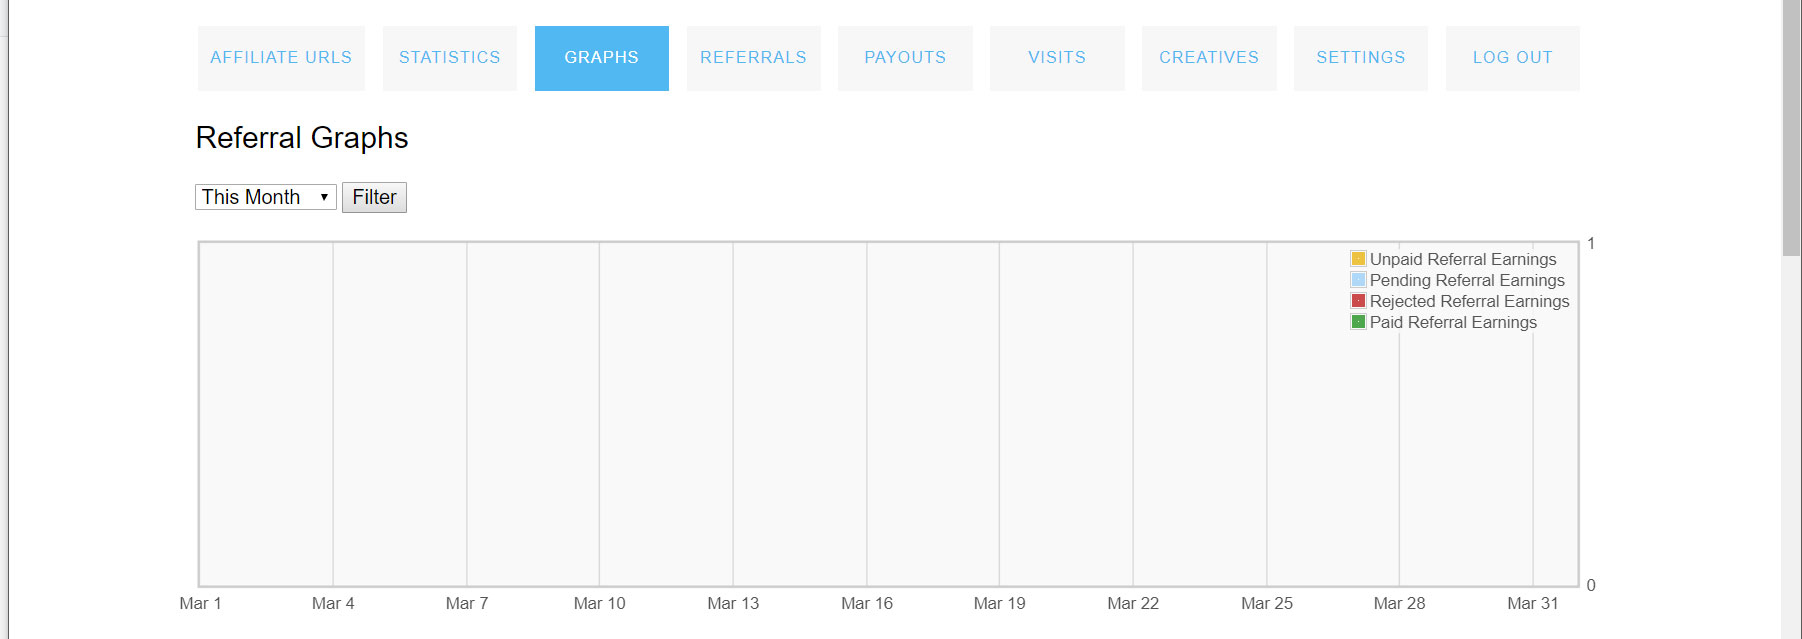 AFFILIATE URLS STATISTICS GRAPHS REFERRALS PAYOUTS VISITS CREATIVES SETTINGS LOG OUT
Referral Graphs
This Month Filter
1
Unpaid Referral Earnings
Pending Referral Earnings
Rejected Referral Earnings
Paid Referral Earnings
0
Mar 1 Mar 4 Mar 7 Mar 10 Mar 13 Mar 16 Mar 19 Mar 22 Mar 25 Mar 28 Mar 31